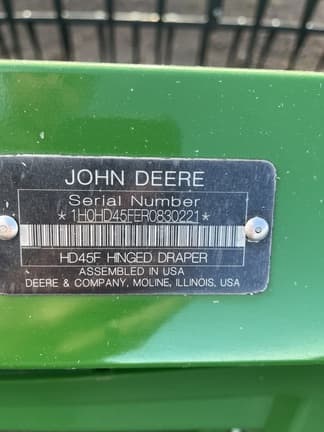 JOHN DEERE
Serial Number
*1H0HD45FER0830221*
HD45F HINGED DRAPER
ASSEMBLED IN USA
DEERE & COMPANY, MOLINE, ILLINOIS, USA